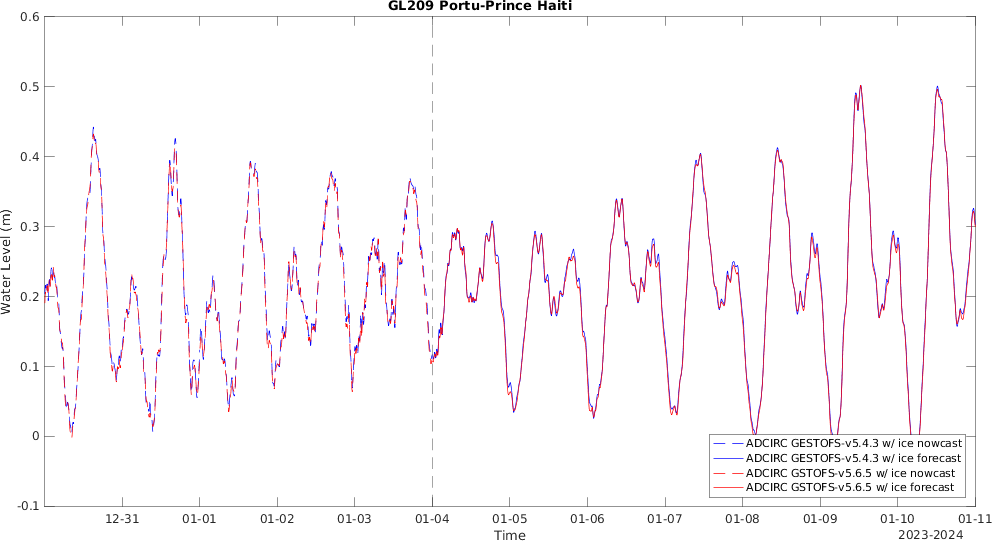 GL209 Portu-Prince Haiti
0.6
0.5
0.4
0.3
0.2
0.1
0
-0.1
Water Level (m)
ADCIRC GESTOFS-v5.4.3 w/ ice nowcast
ADCIRC GESTOFS-v5.4.3 w/ ice forecast
ADCIRC GSTOFS-v5.6.5 w/ ice nowcast
ADCIRC GSTOFS-v5.6.5 w/ ice forecast
12-31 01-01 01-02 01-03 01-04 01-05 01-06 01-07 01-08 01-09 01-10 01-11
Time
2023-2024